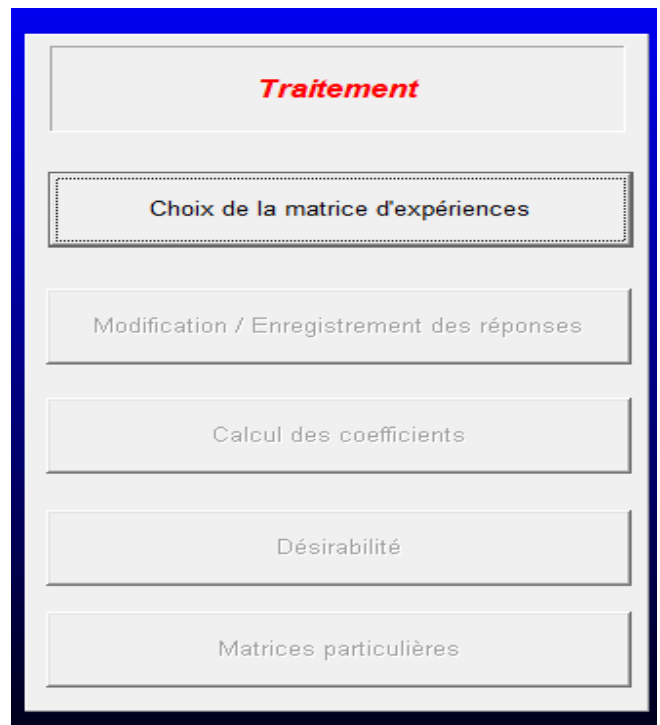 Traitement
Choix de la matrice d'expériences
Modification / Enregistrement des réponses
Calcul des coefficients
Désirabilité
Matrices particulières